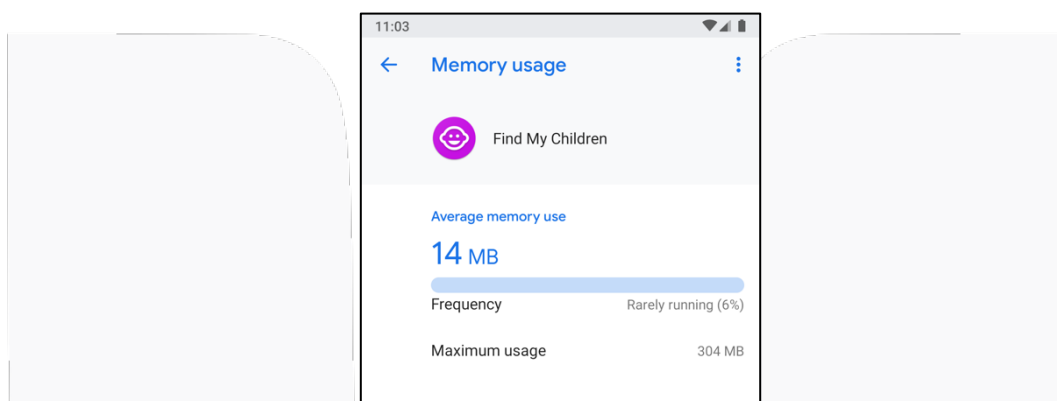 11:03
Memory usage
Find My Children
Average memory use
14 MB
Frequency Rarely running (6%)
Maximum usage 304 MB